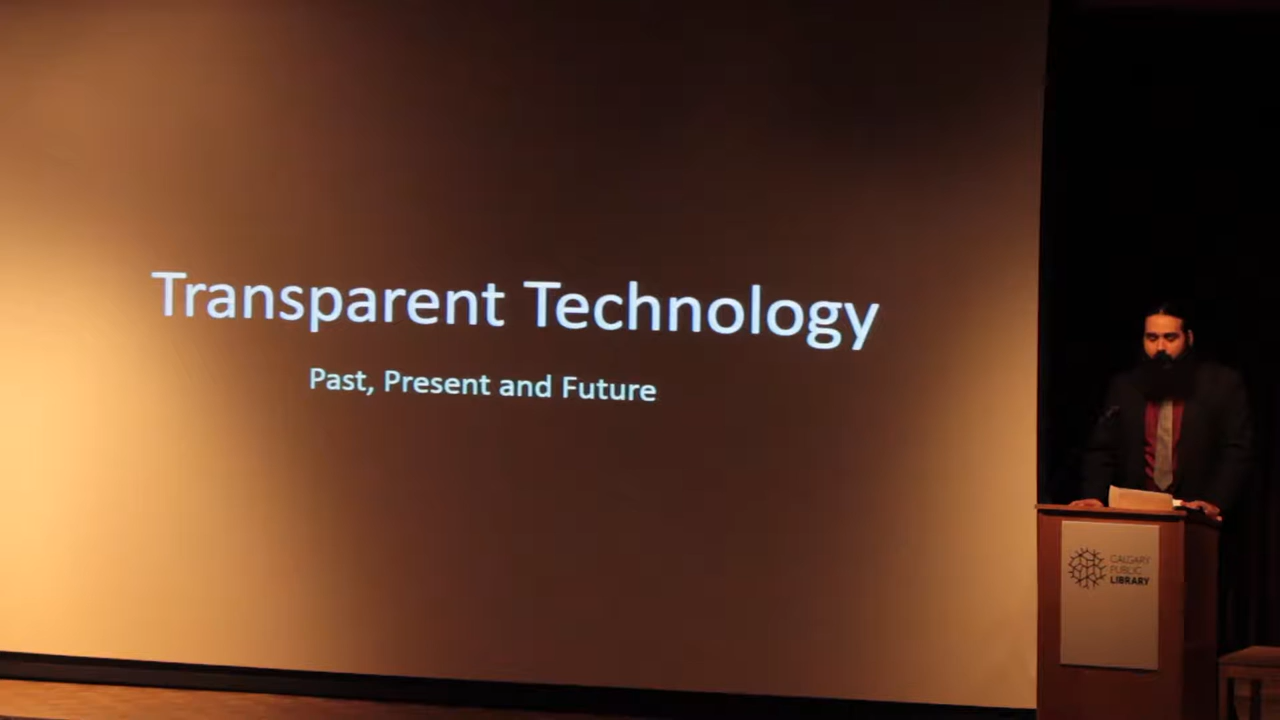 Transparent Technology
Past, Present and Future
CALGARY
PUBLIC
LIBRARY